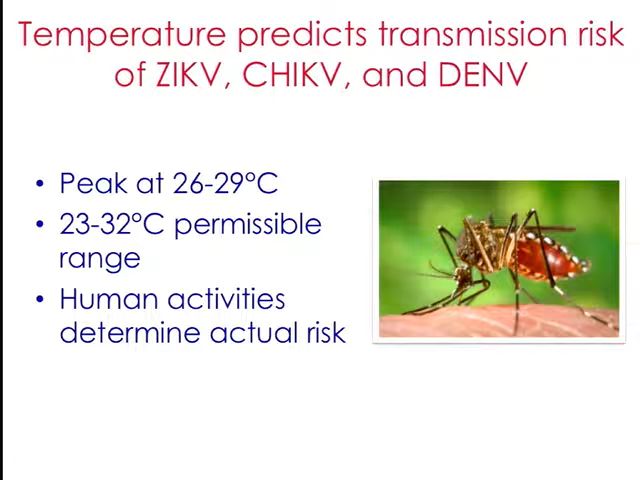 Temperature predicts transmission risk
of ZIKV, CHIKV, and DENV
• Peak at 26-29°C
• 23-32°C permissible
range
• Human activities
determine actual risk